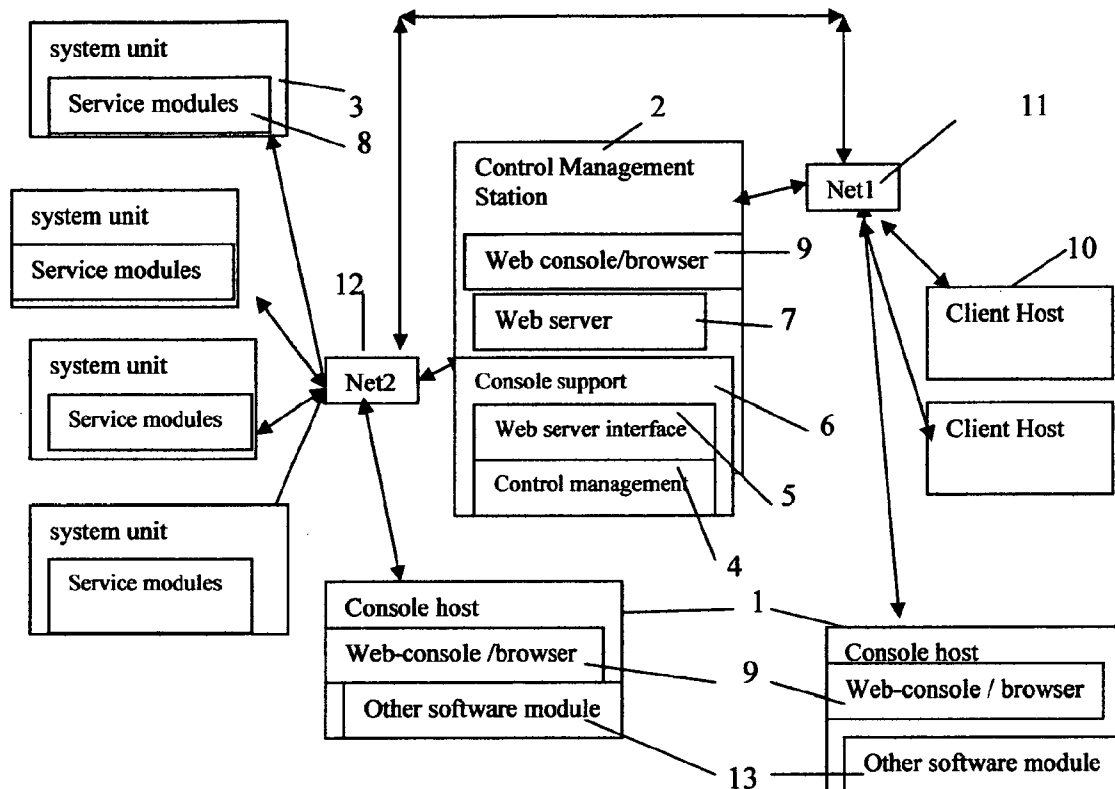 system unit
Service modules
3
8
system unit
Service modules
system unit
Service modules
system unit
Service modules
12
Net2
2
Control Management
Station
Web console/browser
9
Web server
7
Console support
6
Web server interface
5
Control management
4
11
Net1
10
Client Host
Client Host
Console host
1
Web-console /browser
9
Other software module
13
Console host
Web-console / browser
Other software module